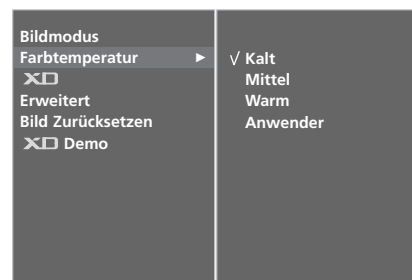 Bildmodus
Farbtemperatur ►
XD
Erweitert
Bild Zurücksetzen
XD Demo
√ Kalt
Mittel
Warm
Anwender